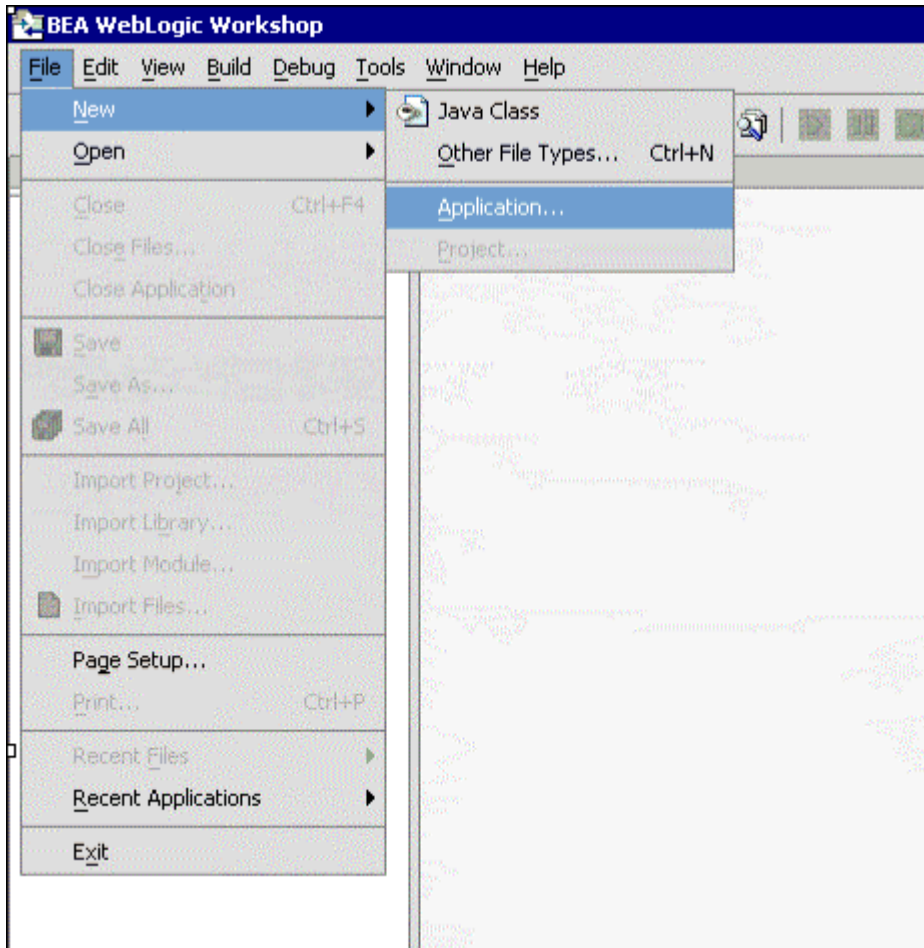 BEA WebLogic Workshop
File Edit View Build Debug Tools Window Help
New
Java Class
Open
Other File Types... Ctrl+N
Close Ctrl+F4
Application...
Close Files...
Project...
Close Application
Save
Save As...
Save All Ctrl+S
Import Project...
Import Library...
Import Module...
Import Files...
Page Setup...
Print... Ctrl+P
Recent Files
Recent Applications
Exit